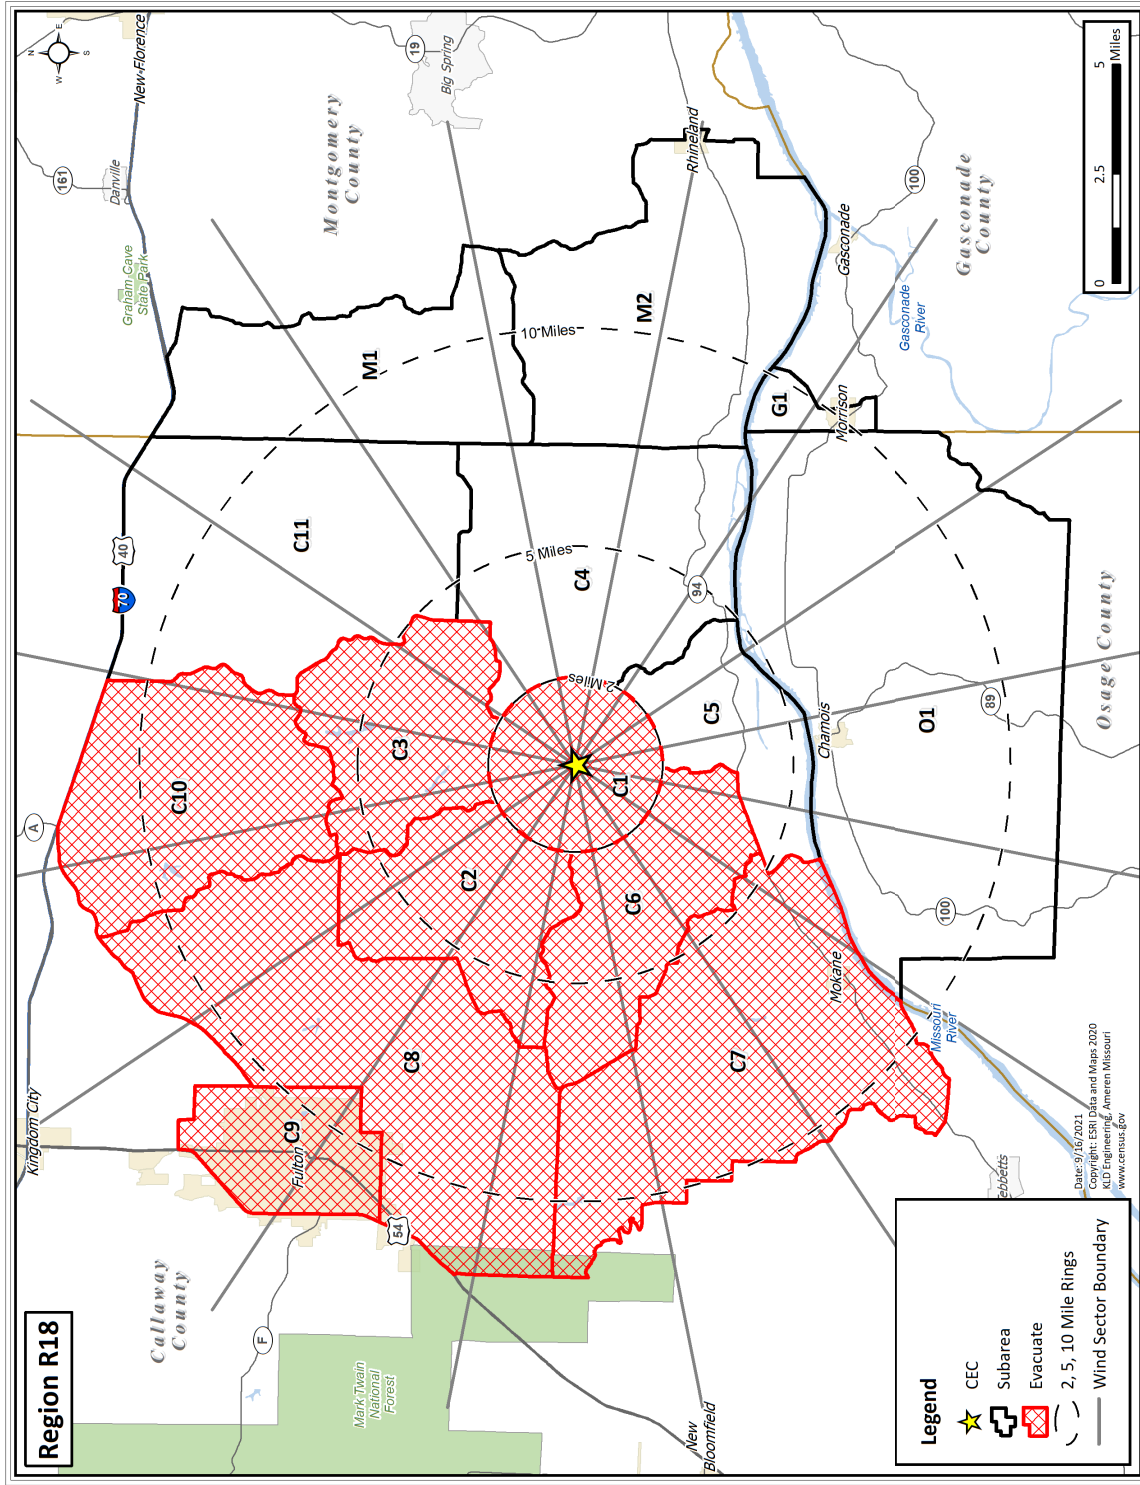 Region R18
Callaway
County
Montgomery
County
Gasconade
County
Osage County
Kingdom City
New Florence
Danville
Graham Cave
State Park
Big Spring
Rhineland
Gasconade
Gasconade
River
Morrison
Chamois
Mokane
Missouri
River
Fulton
New
Bloomfield
Mark Twain
National
Forest
N
E
S
W
161
19
100
40
70
A
F
54
94
89
100
C1
C2
C3
C4
C5
C6
C7
C8
C9
C10
C11
M1
M2
G1
O1
2 Miles
5 Miles
10 Miles
0
2.5
5
Miles
Legend
CEC
Subarea
Evacuate
2, 5, 10 Mile Rings
Wind Sector Boundary
Date: 9/16/2021
Copyright: ESRI Data and Maps 2020
KLD Engineering, Ameren Missouri
www.census.gov